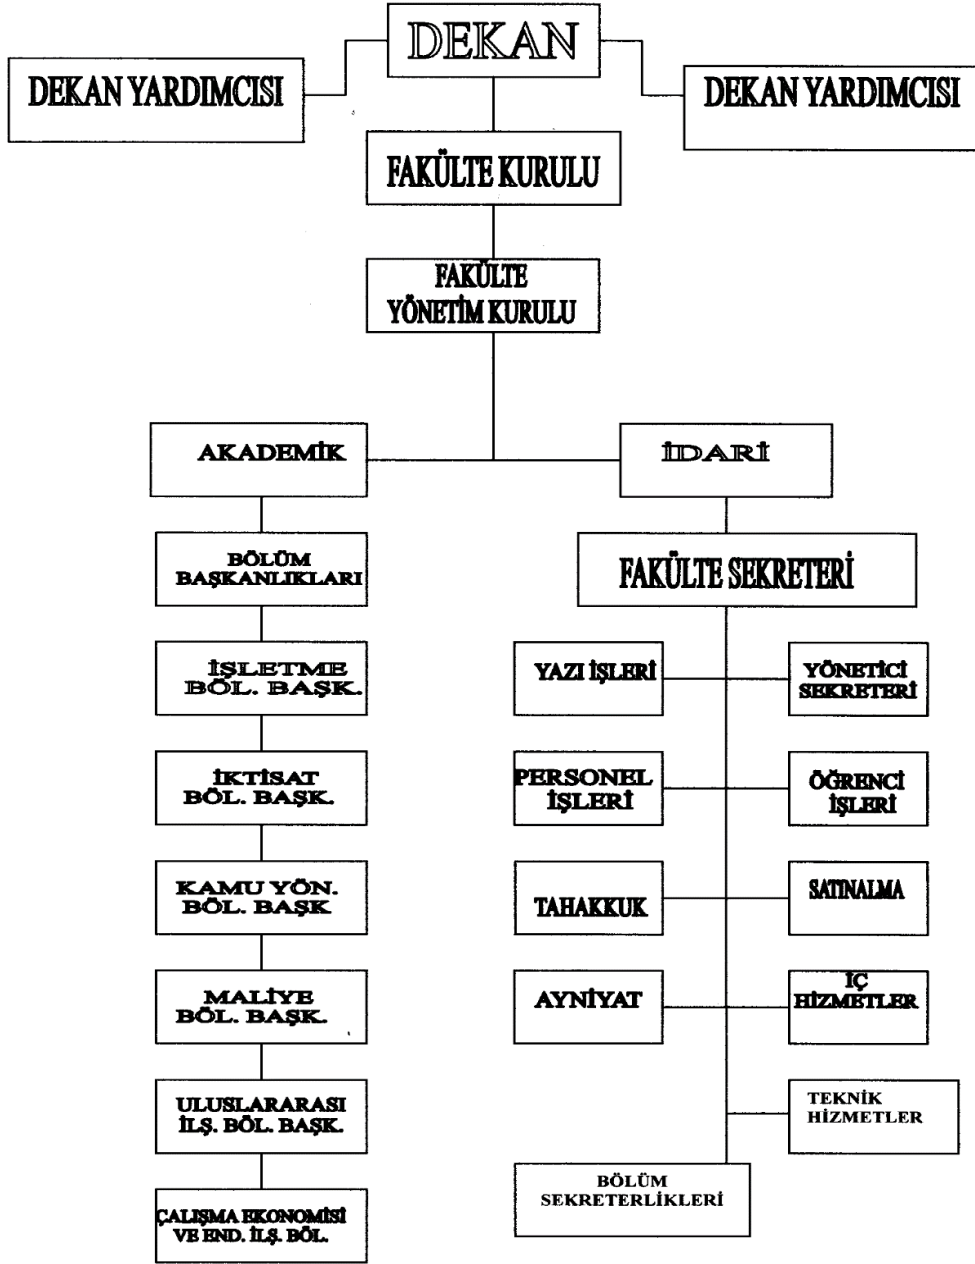 DEKAN
DEKAN YARDIMCISI
DEKAN YARDIMCISI
FAKÜLTE KURULU
FAKÜLTE
YÖNETİM KURULU
AKADEMİK
İDARİ
BÖLÜM
BAŞKANLIKLARI
FAKÜLTE SEKRETERİ
İŞLETME
BÖL. BAŞK.
YAZI İŞLERİ
YÖNETİCİ
SEKRETERİ
İKTİSAT
BÖL. BAŞK.
PERSONEL
İŞLERİ
ÖĞRENCİ
İŞLERİ
KAMU YÖN.
BÖL. BAŞK
TAHAKKUK
SATINALMA
MALİYE
BÖL. BAŞK.
AYNİYAT
İÇ
HİZMETLER
ULUSLARARASI
İLŞ. BÖL. BAŞK.
TEKNİK
HİZMETLER
BÖLÜM
SEKRETERLİKLERİ
ÇALIŞMA EKONOMİSİ
VE END. İLŞ. BÖL.